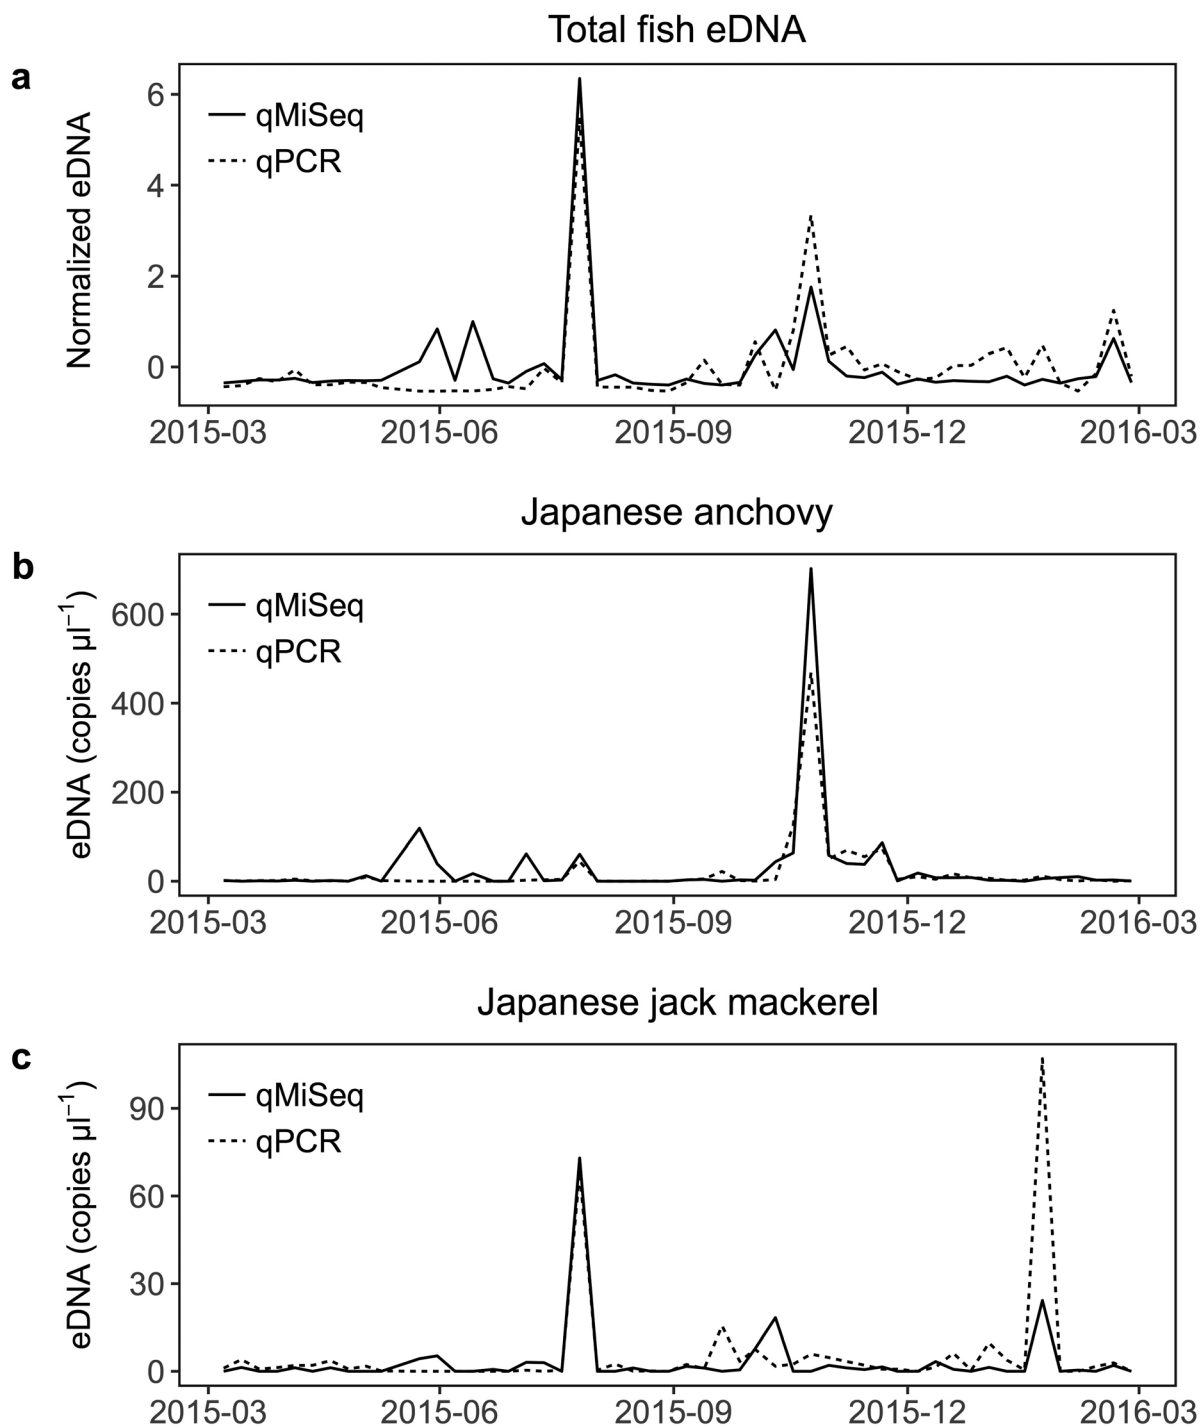 Total fish eDNA
a
Normalized eDNA
6
4
2
0
qMiSeq
qPCR
2015-03 2015-06 2015-09 2015-12 2016-03
Japanese anchovy
b
eDNA (copies µl⁻¹)
600
400
200
0
qMiSeq
qPCR
2015-03 2015-06 2015-09 2015-12 2016-03
Japanese jack mackerel
c
eDNA (copies µl⁻¹)
90
60
30
0
qMiSeq
qPCR
2015-03 2015-06 2015-09 2015-12 2016-03